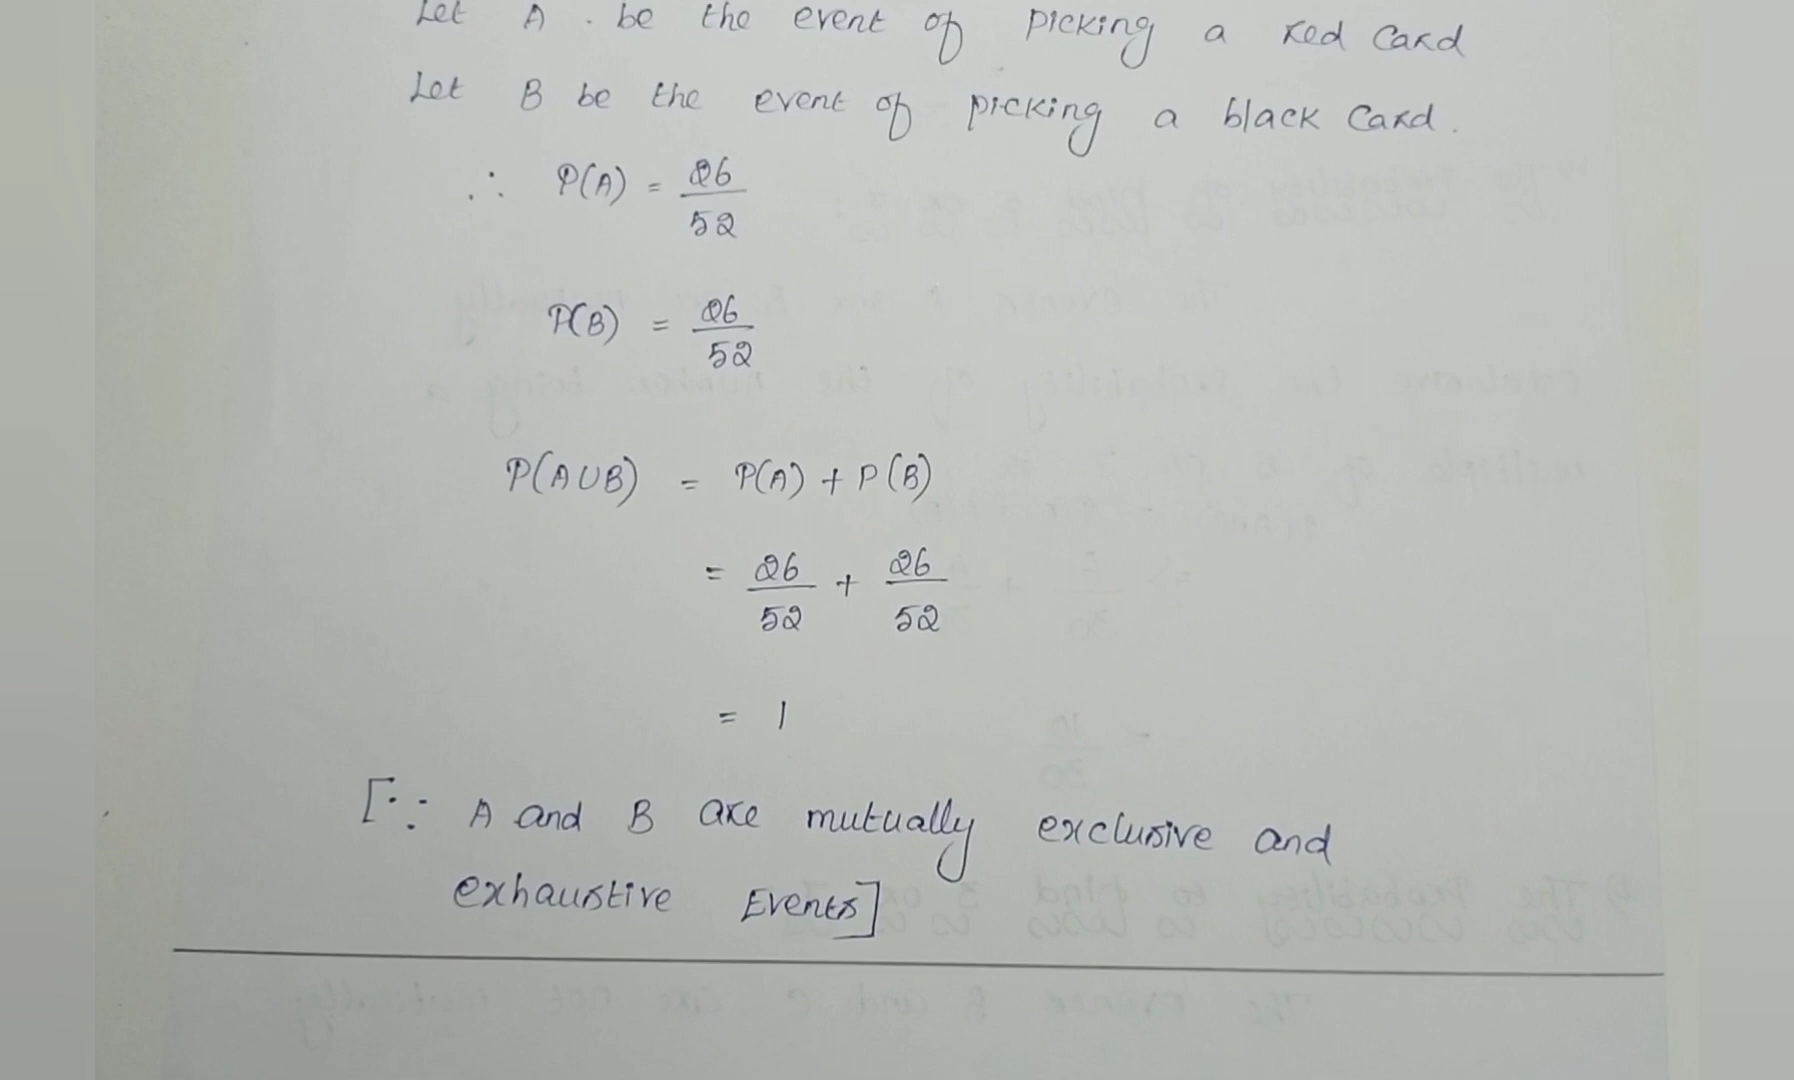 Let A be the event of picking a red card
Let B be the event of picking a black card.
∴ P(A) = 26/52
P(B) = 26/52
P(A∪B) = P(A) + P(B)
= 26/52 + 26/52
= 1
[∵ A and B are mutually exclusive and
exhaustive Events]